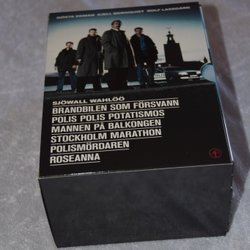 GÖSTA EKMAN KJELL BERGQVIST ROLF LASSGÅRD
SJÖWALL WAHLÖÖ
BRANDBILEN SOM FÖRSVANN
POLIS POLIS POTATISMOS
MANNEN PÅ BALKONGEN
STOCKHOLM MARATHON
POLISMÖRDAREN
ROSEANNA